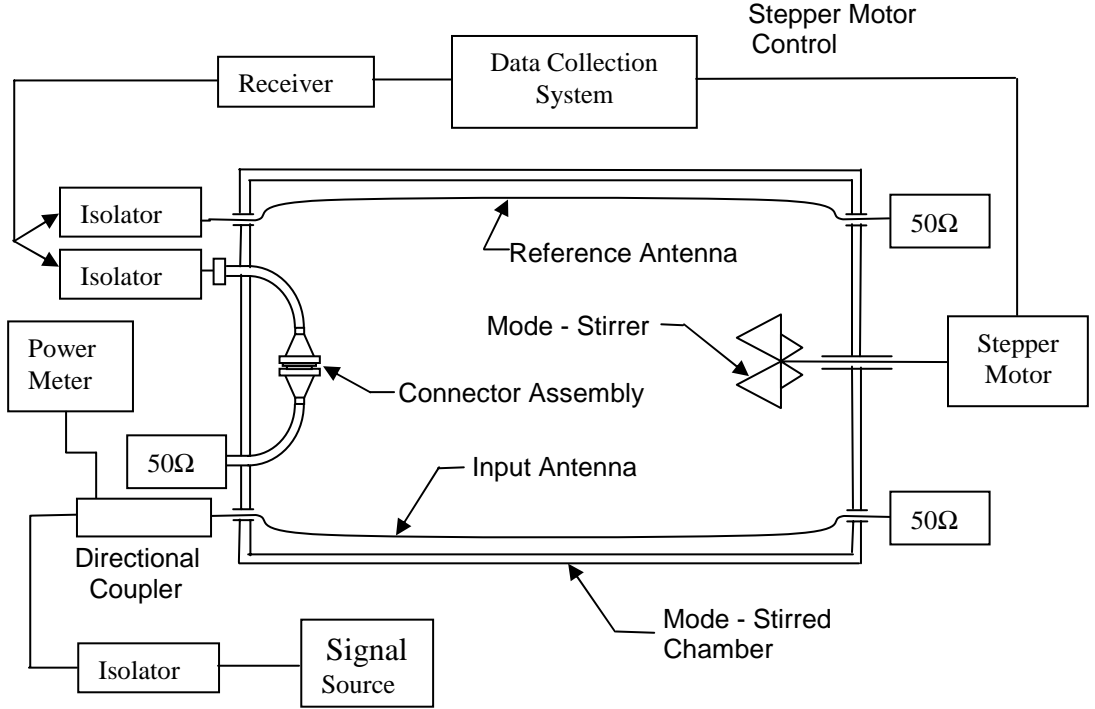 Stepper Motor
Control
Receiver
Data Collection
System
Isolator
50Ω
Reference Antenna
Isolator
Mode - Stirrer
Power
Meter
Stepper
Motor
Connector Assembly
50Ω
Input Antenna
50Ω
Directional
Coupler
Mode - Stirred
Chamber
Isolator
Signal
Source